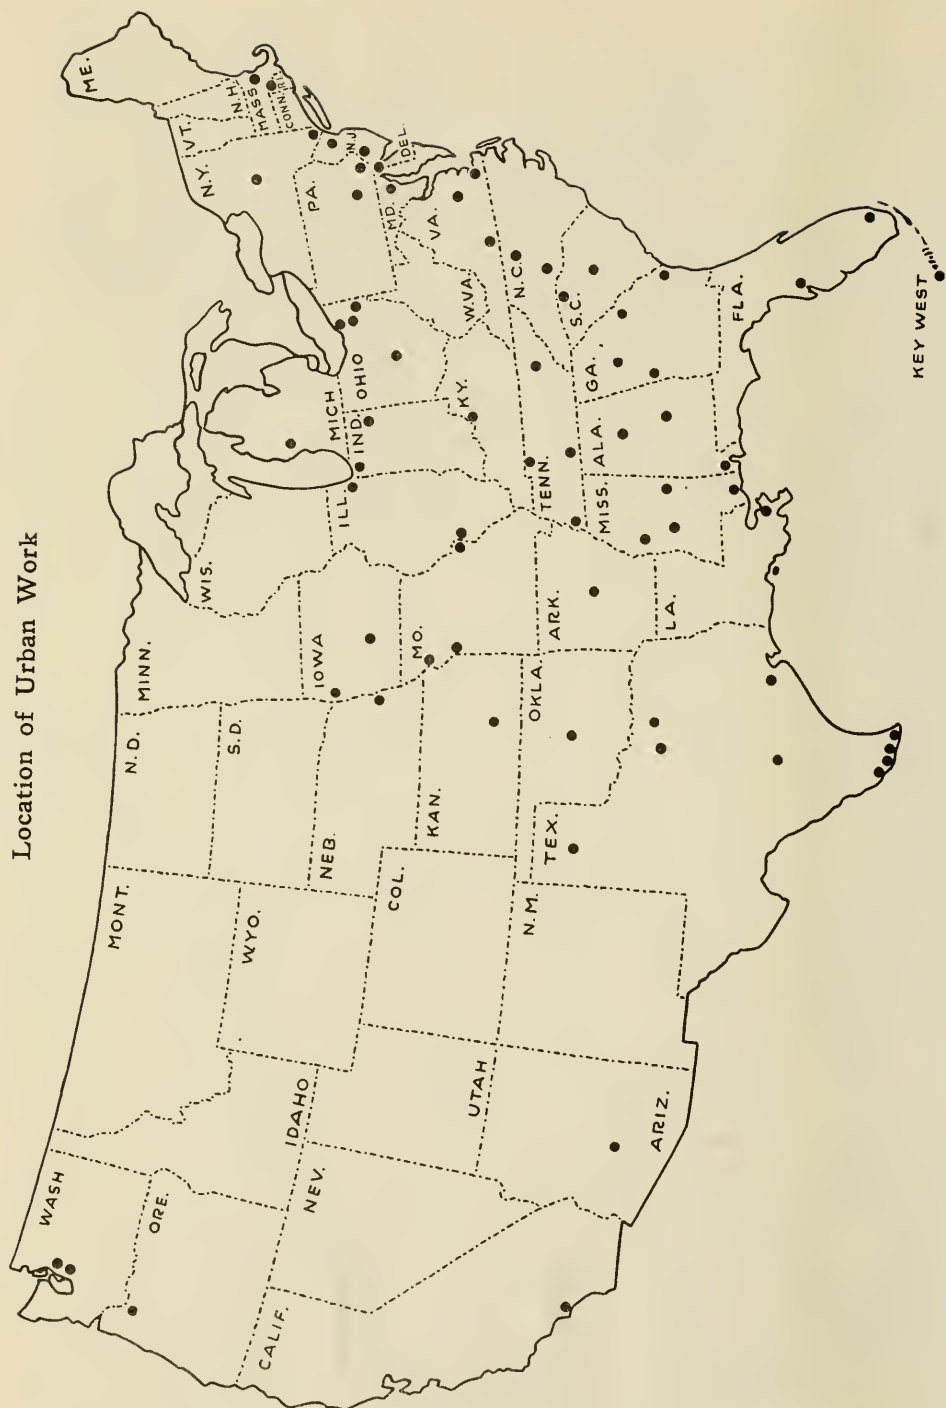 Location of Urban Work
WASH
MONT.
N.D.
MINN.
ORE.
IDAHO
WYO.
S.D.
WIS.
MICH
N.Y.
VT.
N.H.
ME.
MASS
CONN.
R.I.
CALIF.
NEV.
UTAH
COL.
NEB.
IOWA
ILL.
IND.
OHIO
PA.
N.J.
DEL.
MD.
KAN.
MO.
KY.
W.VA.
VA.
ARIZ.
N.M.
TEX.
OKLA.
ARK.
TENN.
N.C.
S.C.
LA.
MISS.
ALA.
GA.
FLA.
KEY WEST